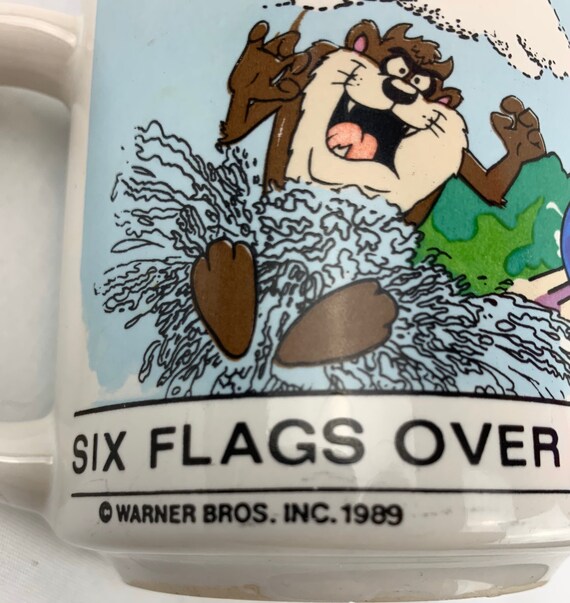 SIX FLAGS OVER
© WARNER BROS. INC. 1989